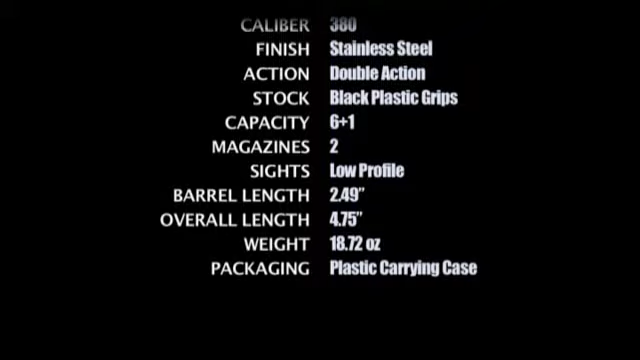 CALIBER 380
FINISH Stainless Steel
ACTION Double Action
STOCK Black Plastic Grips
CAPACITY 6+1
MAGAZINES 2
SIGHTS Low Profile
BARREL LENGTH 2.49”
OVERALL LENGTH 4.75”
WEIGHT 18.72 oz
PACKAGING Plastic Carrying Case